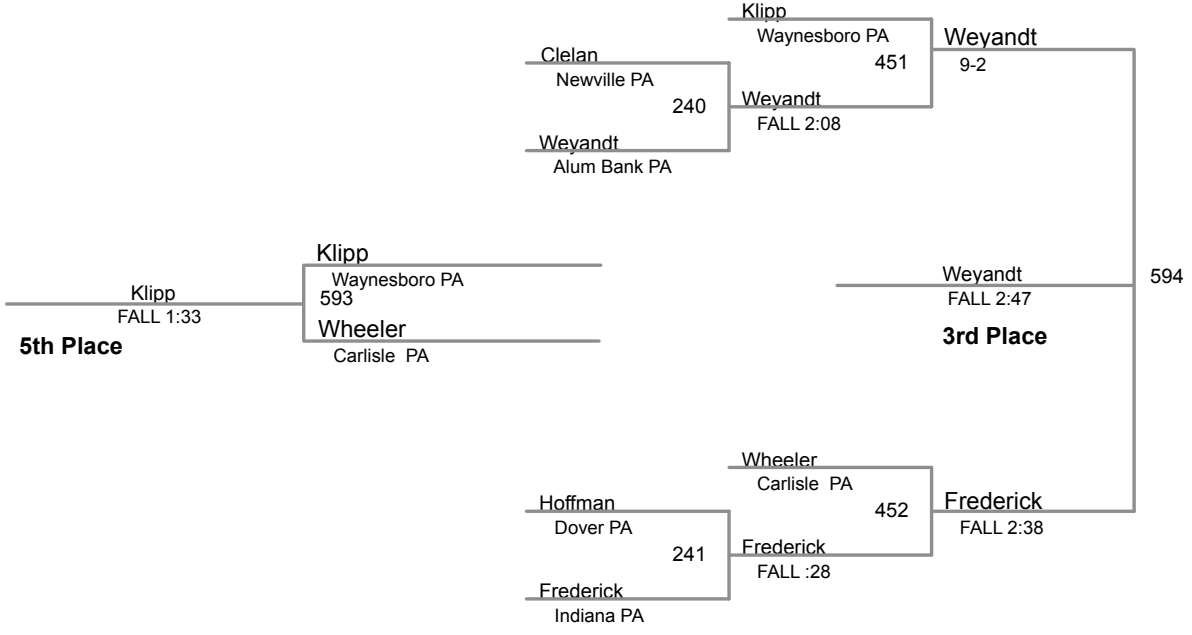 Klipp
Waynesboro PA
451
Weyandt
9-2
Clelan
Newville PA
240
Weyandt
FALL 2:08
Weyandt
Alum Bank PA
Klipp
Waynesboro PA
593
Klipp
FALL 1:33
5th Place
Wheeler
Carlisle  PA
Weyandt
FALL 2:47
3rd Place
594
Wheeler
Carlisle  PA
452
Frederick
FALL 2:38
Hoffman
Dover PA
241
Frederick
FALL :28
Frederick
Indiana PA